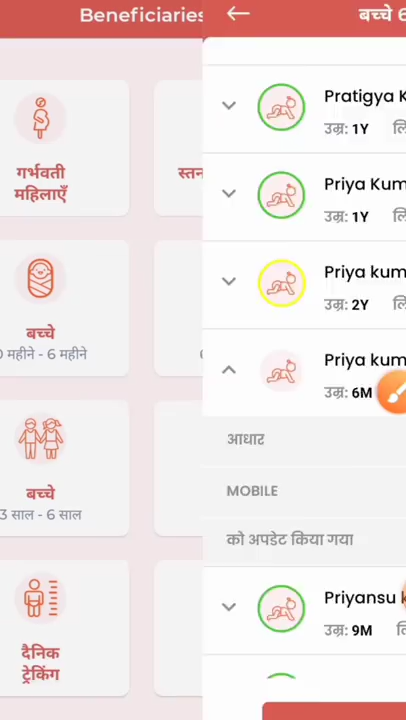 Beneficiaries
गर्भवती
महिलाएँ
बच्चे
0 महीने - 6 महीने
बच्चे
3 साल - 6 साल
दैनिक
ट्रेकिंग
बच्चे 6
Pratigya K
उम्र: 1Y
Priya Kum
उम्र: 1Y
Priya kum
उम्र: 2Y
Priya kum
उम्र: 6M
आधार
MOBILE
को अपडेट किया गया
Priyansu k
उम्र: 9M